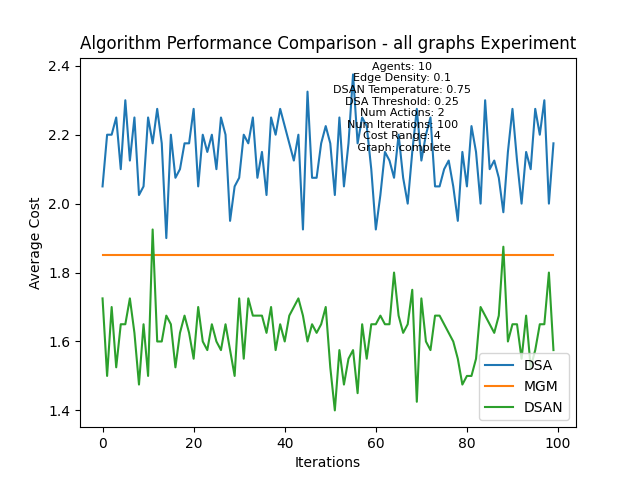 Algorithm Performance Comparison - all graphs Experiment
Agents: 10
Edge Density: 0.1
DSAN Temperature: 0.75
DSA Threshold: 0.25
Num Actions: 2
Num Iterations: 100
Cost Range: 4
Graph: complete
Average Cost
2.4
2.2
2.0
1.8
1.6
1.4
0
20
40
60
80
100
Iterations
DSA
MGM
DSAN